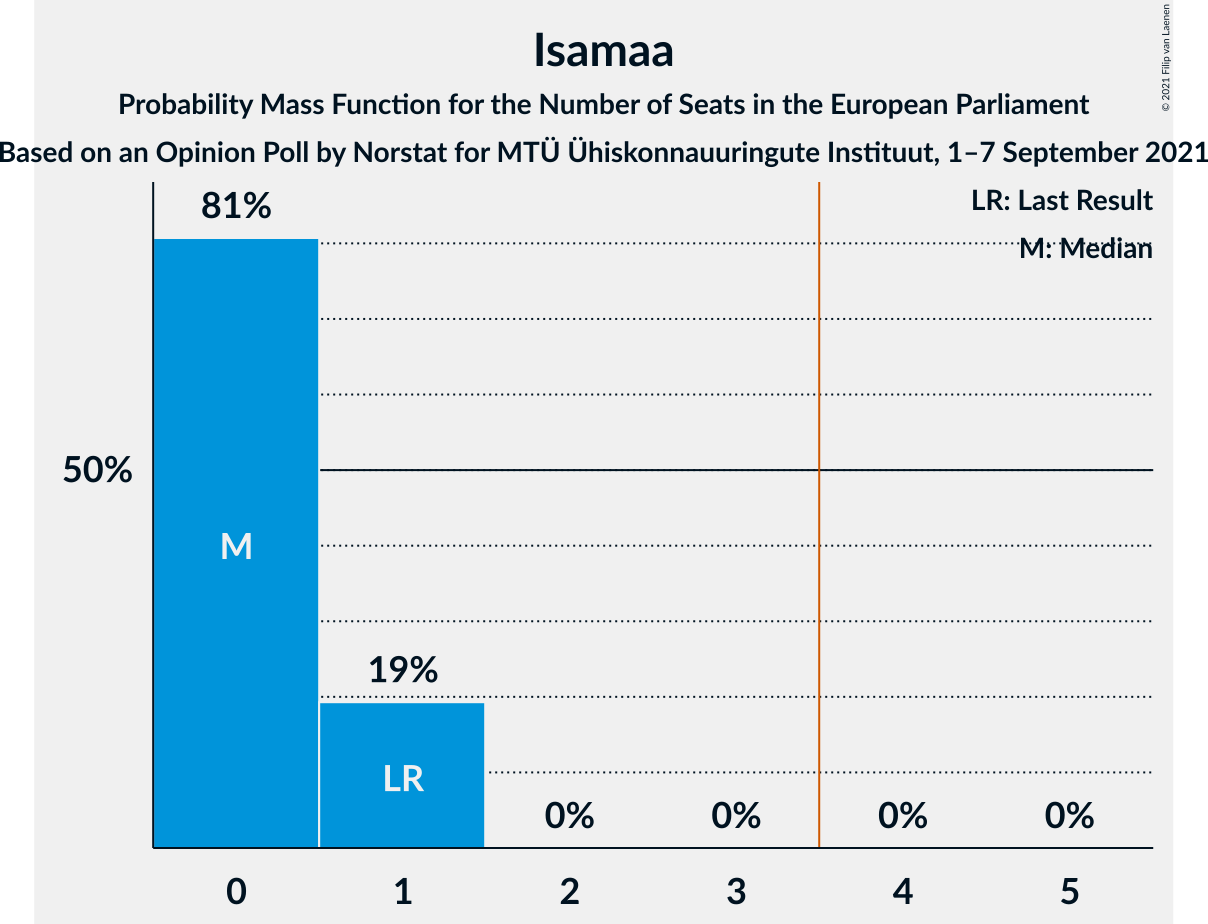 Isamaa
Probability Mass Function for the Number of Seats in the European Parliament
Based on an Opinion Poll by Norstat for MTÜ Ühiskonnauuringute Instituut, 1–7 September 2021
© 2021 Filip van Laenen
LR: Last Result
M: Median
81%
50%
M
19%
LR
0% 0% 0% 0%
0 1 2 3 4 5